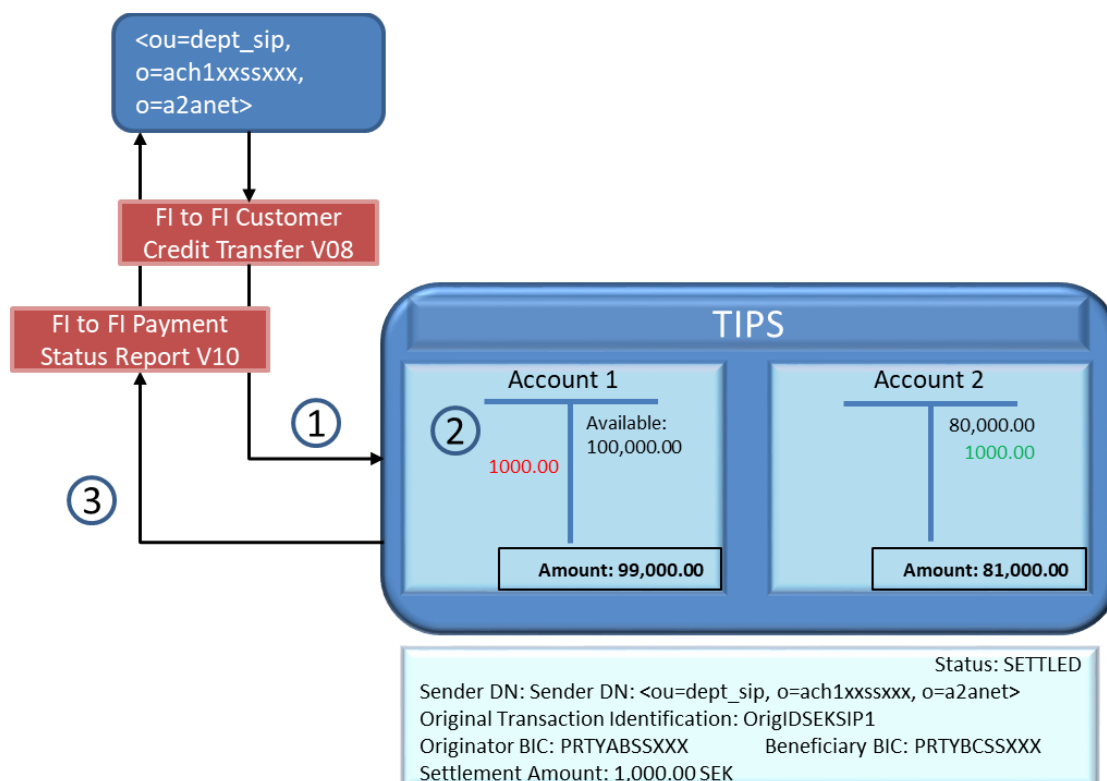 <ou=dept_sip,
o=ach1xxssxxx,
o=a2anet>
FI to FI Customer
Credit Transfer V08
FI to FI Payment
Status Report V10
1
2
3
TIPS
Account 1
Available:
100,000.00
1000.00
Amount: 99,000.00
Account 2
80,000.00
1000.00
Amount: 81,000.00
Status: SETTLED
Sender DN: Sender DN: <ou=dept_sip, o=ach1xxssxxx, o=a2anet>
Original Transaction Identification: OrigIDSEKSIP1
Originator BIC: PRTYABSSXXX Beneficiary BIC: PRTYBCSSXXX
Settlement Amount: 1,000.00 SEK